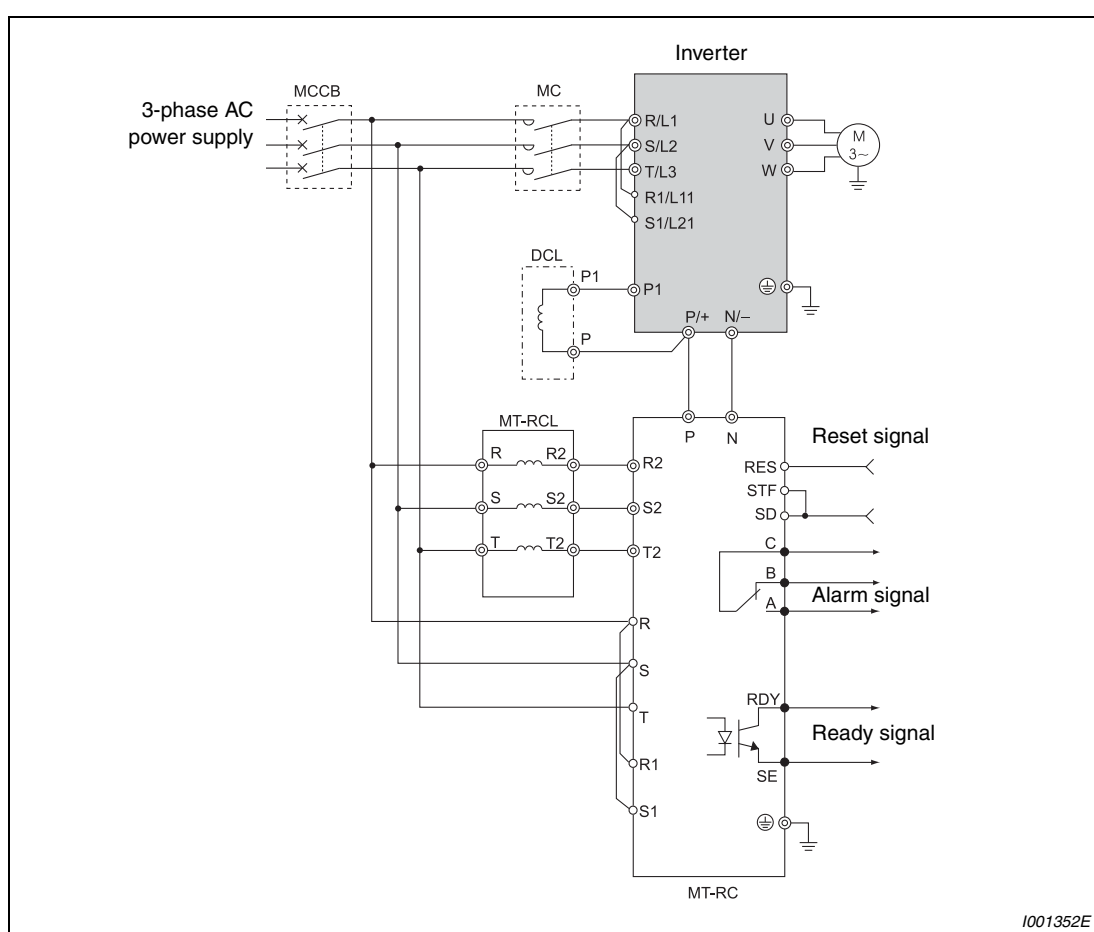 Inverter
MCCB
MC
3-phase AC
power supply
R/L1
S/L2
T/L3
R1/L11
S1/L21
U
V
W
M
3~
DCL
P1
P1
P
P/+
N/–
MT-RCL
R
R2
S
S2
T
T2
P
N
R2
S2
T2
R
S
T
R1
S1
RES
STF
SD
C
B
A
RDY
SE
Reset signal
Alarm signal
Ready signal
MT-RC
I001352E